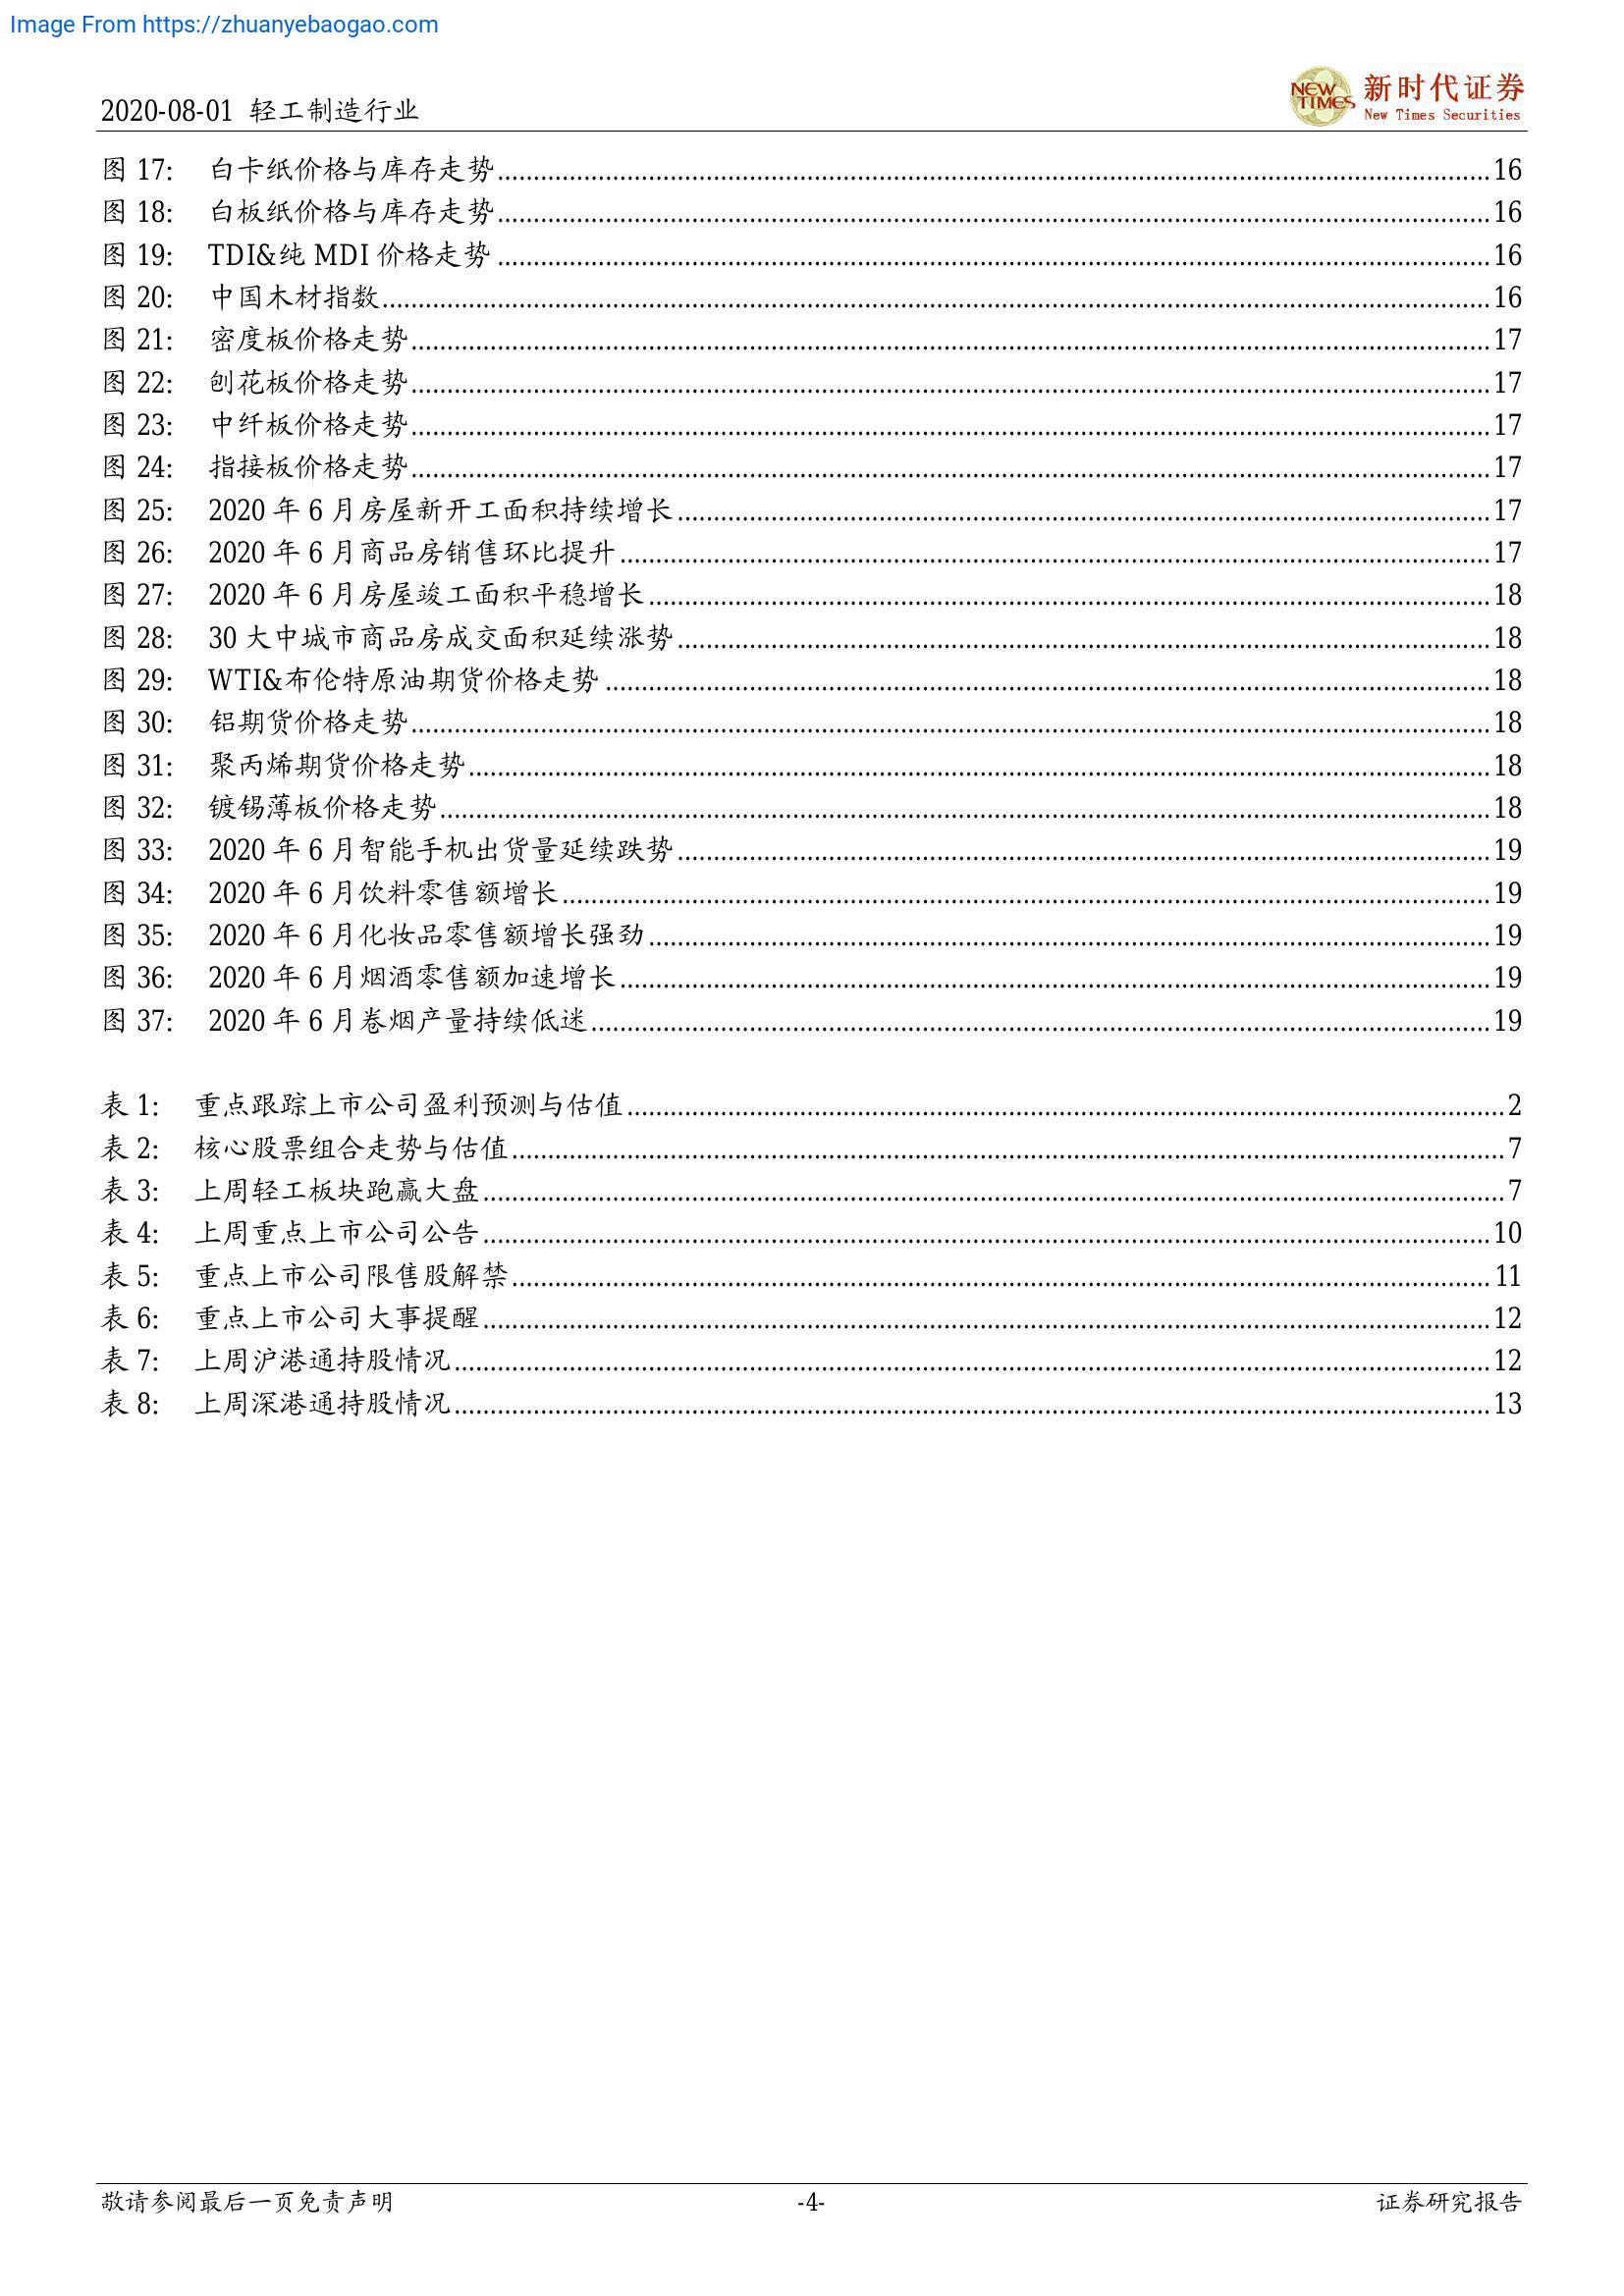 Image From https://zhuanyebaogao.com
2020-08-01 轻工制造行业
NEW TIMES
新时代证券
New Times Securities
图 17: 白卡纸价格与库存走势 16
图 18: 白板纸价格与库存走势 16
图 19: TDI&纯 MDI 价格走势 16
图 20: 中国木材指数 16
图 21: 密度板价格走势 17
图 22: 刨花板价格走势 17
图 23: 中纤板价格走势 17
图 24: 指接板价格走势 17
图 25: 2020 年 6 月房屋新开工面积持续增长 17
图 26: 2020 年 6 月商品房销售环比提升 17
图 27: 2020 年 6 月房屋竣工面积平稳增长 18
图 28: 30 大中城市商品房成交面积延续涨势 18
图 29: WTI&布伦特原油期货价格走势 18
图 30: 铝期货价格走势 18
图 31: 聚丙烯期货价格走势 18
图 32: 镀锡薄板价格走势 18
图 33: 2020 年 6 月智能手机出货量延续跌势 19
图 34: 2020 年 6 月饮料零售额增长 19
图 35: 2020 年 6 月化妆品零售额增长强劲 19
图 36: 2020 年 6 月烟酒零售额加速增长 19
图 37: 2020 年 6 月卷烟产量持续低迷 19
表 1: 重点跟踪上市公司盈利预测与估值 2
表 2: 核心股票组合走势与估值 7
表 3: 上周轻工板块跑赢大盘 7
表 4: 上周重点上市公司公告 10
表 5: 重点上市公司限售股解禁 11
表 6: 重点上市公司大事提醒 12
表 7: 上周沪港通持股情况 12
表 8: 上周深港通持股情况 13
敬请参阅最后一页免责声明 -4- 证券研究报告